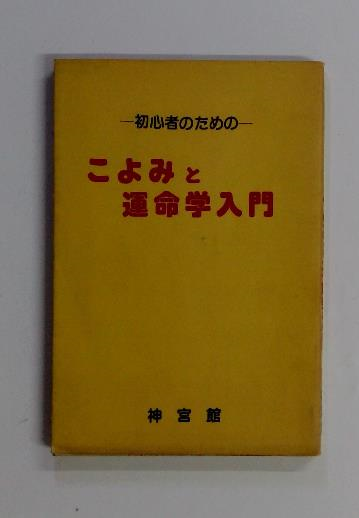 ―初心者のための―
こよみと
運命学入門
神宮館